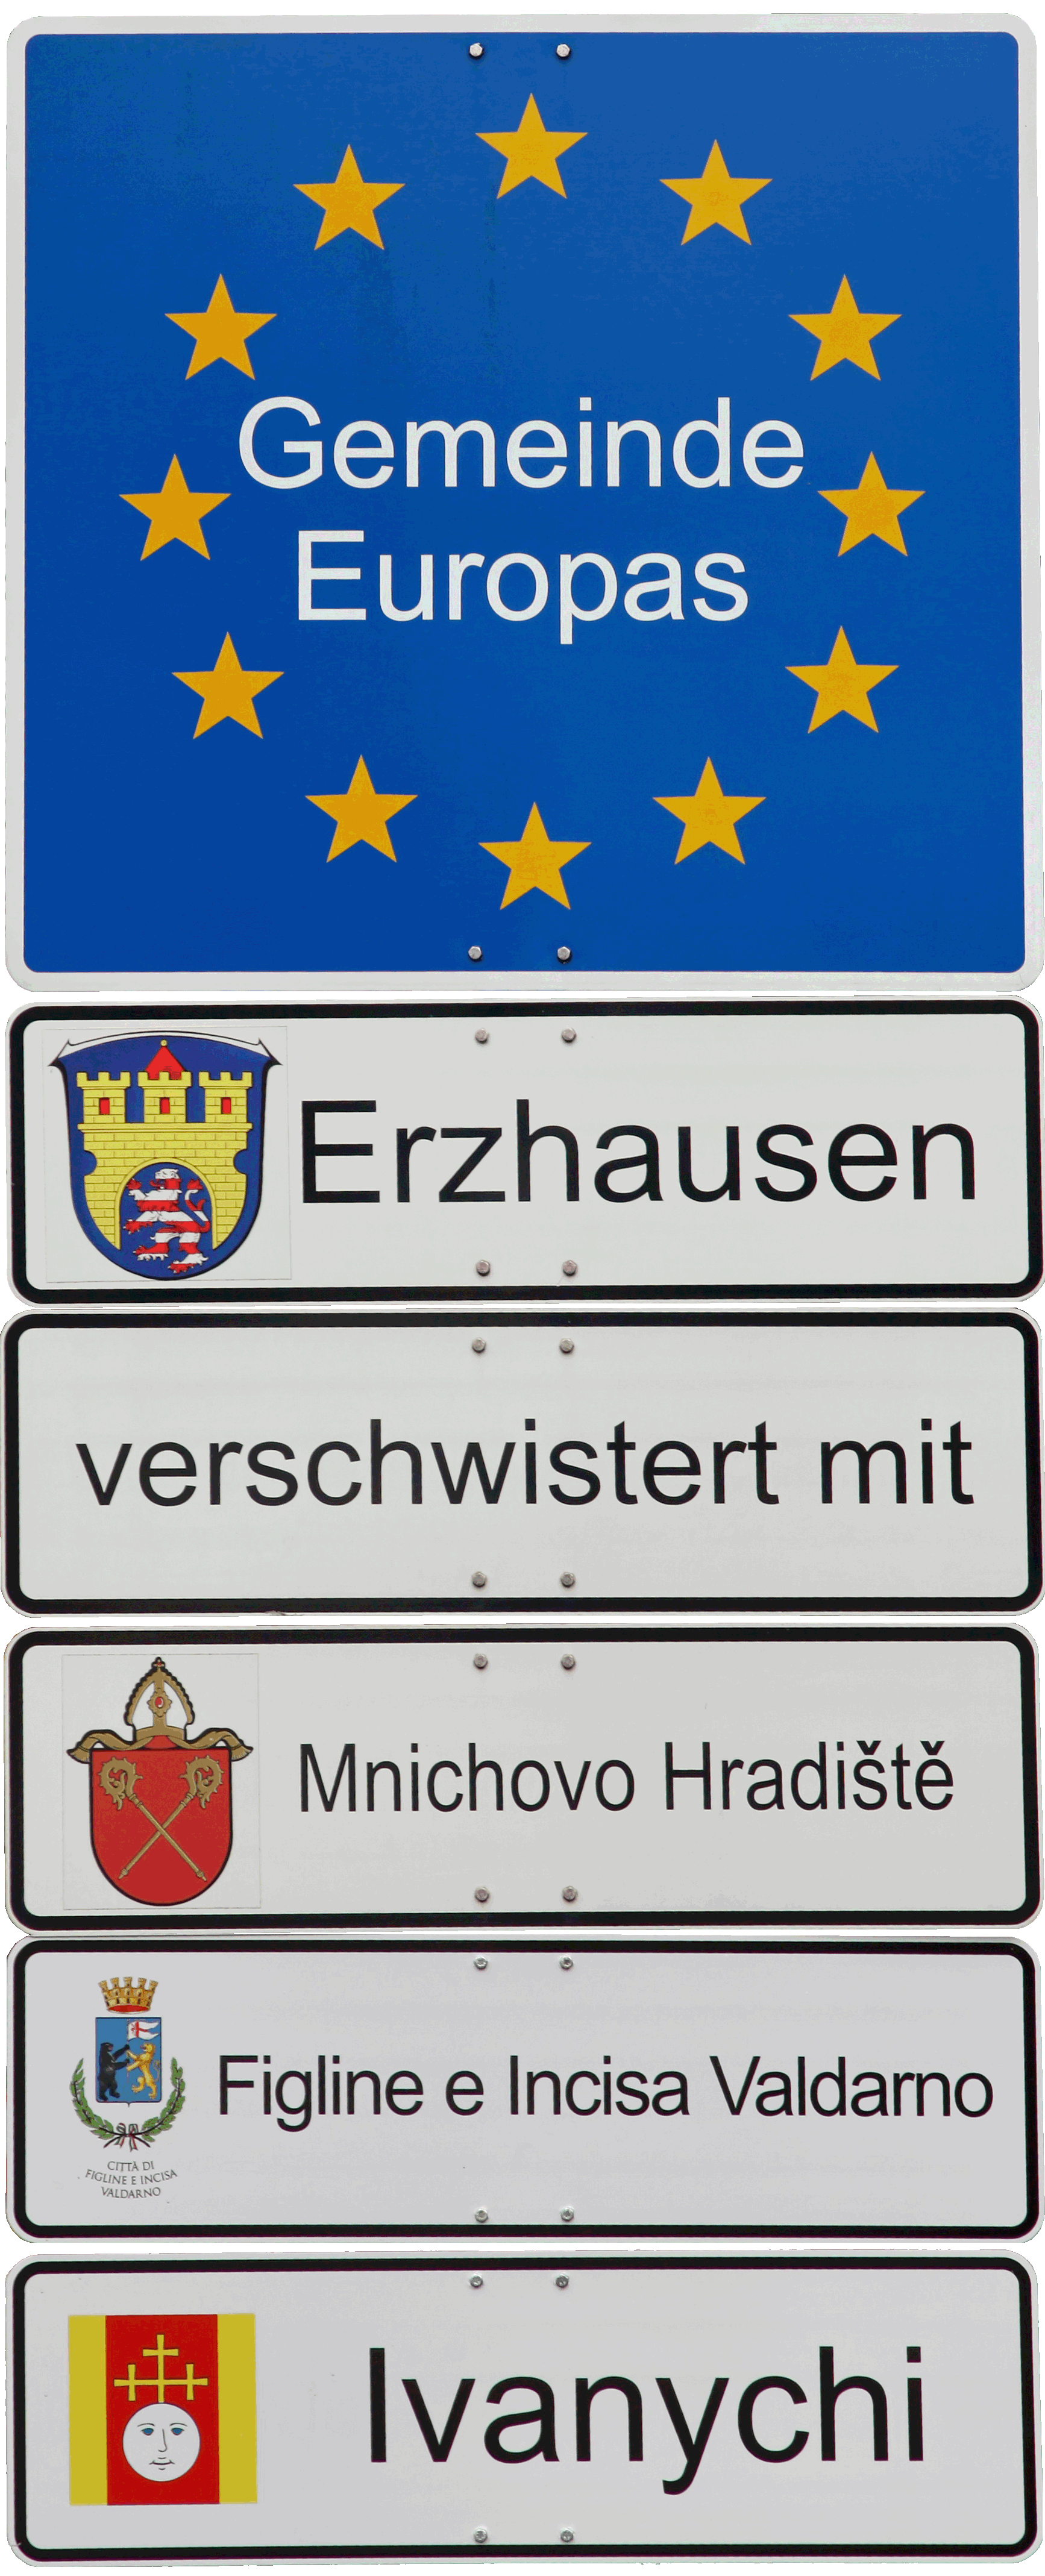 Gemeinde
Europas
Erzhausen
verschwistert mit
Mnichovo Hradiště
Figline e Incisa Valdarno
CITTÀ DI
FIGLINE E INCISA
VALDARNO
Ivanychi